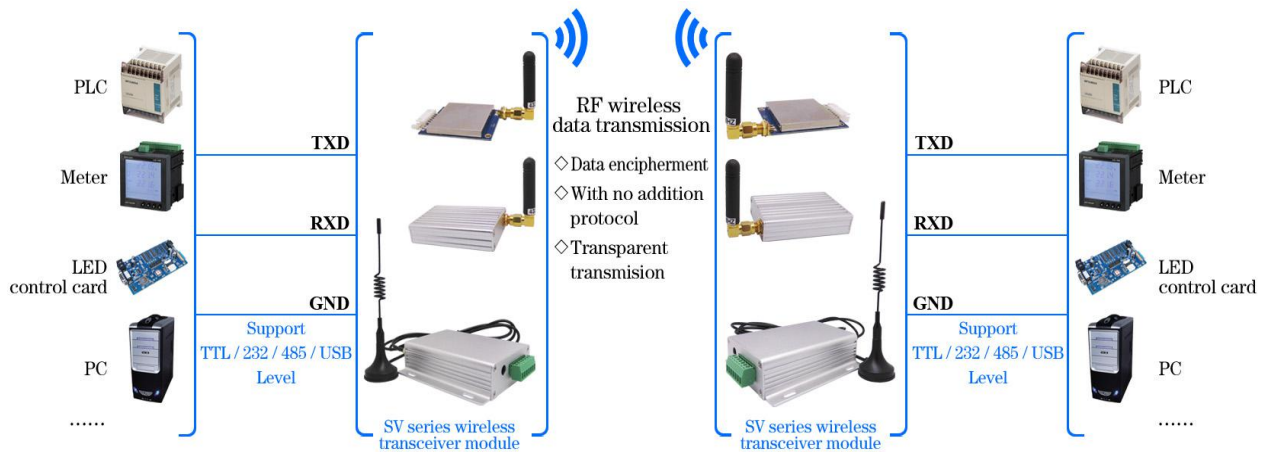 PLC
Meter
LED
control card
PC
......
TXD
RXD
GND
Support
TTL / 232 / 485 / USB
Level
SV series wireless
transceiver module
RF wireless
data transmission
◇ Data encipherment
◇ With no addition
protocol
◇ Transparent
transmision
SV series wireless
transceiver module
TXD
RXD
GND
Support
TTL / 232 / 485 / USB
Level
PLC
Meter
LED
control card
PC
......